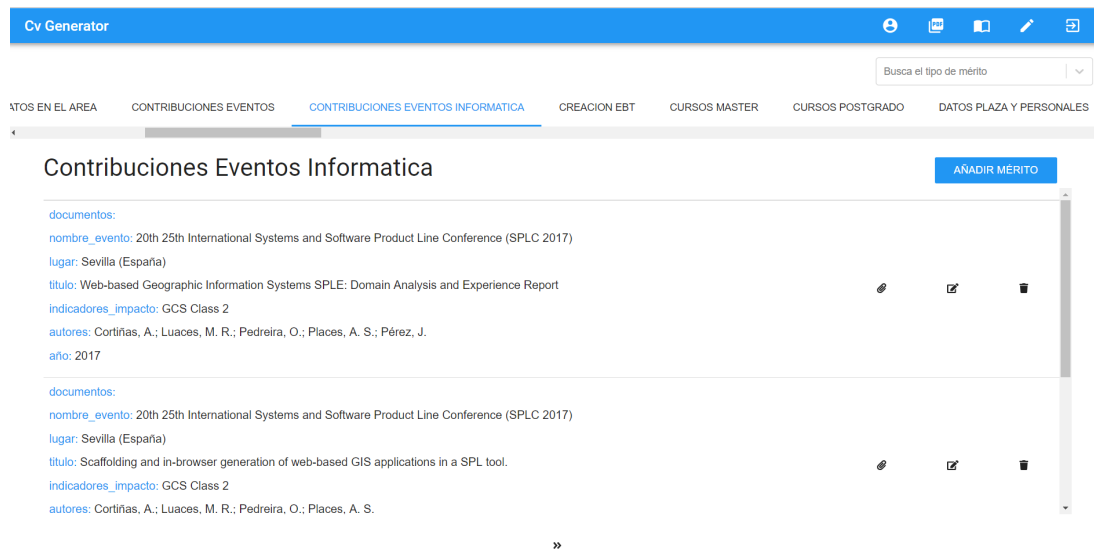 Cv Generator
PDF
Busca el tipo de mérito
ATOS EN EL AREA CONTRIBUCIONES EVENTOS CONTRIBUCIONES EVENTOS INFORMATICA CREACION EBT CURSOS MASTER CURSOS POSTGRADO DATOS PLAZA Y PERSONALES
Contribuciones Eventos Informatica
AÑADIR MÉRITO
documentos:
nombre_evento: 20th 25th International Systems and Software Product Line Conference (SPLC 2017)
lugar: Sevilla (España)
titulo: Web-based Geographic Information Systems SPLE: Domain Analysis and Experience Report
indicadores_impacto: GCS Class 2
autores: Cortiñas, A.; Luaces, M. R.; Pedreira, O.; Places, A. S.; Pérez, J.
año: 2017
documentos:
nombre_evento: 20th 25th International Systems and Software Product Line Conference (SPLC 2017)
lugar: Sevilla (España)
titulo: Scaffolding and in-browser generation of web-based GIS applications in a SPL tool.
indicadores_impacto: GCS Class 2
autores: Cortiñas, A.; Luaces, M. R.; Pedreira, O.; Places, A. S.
»